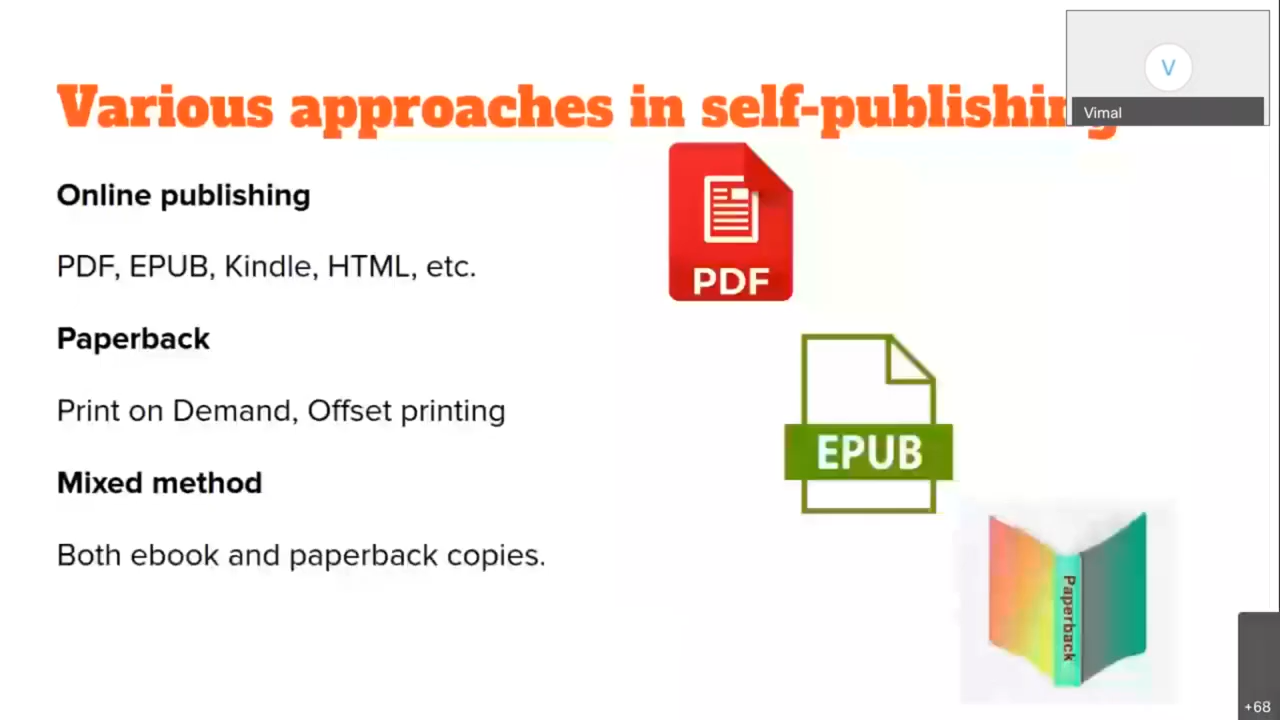 Various approaches in self-publishing
Vimal
V
Online publishing
PDF, EPUB, Kindle, HTML, etc.
Paperback
Print on Demand, Offset printing
Mixed method
Both ebook and paperback copies.
PDF
EPUB
Paperback
+68